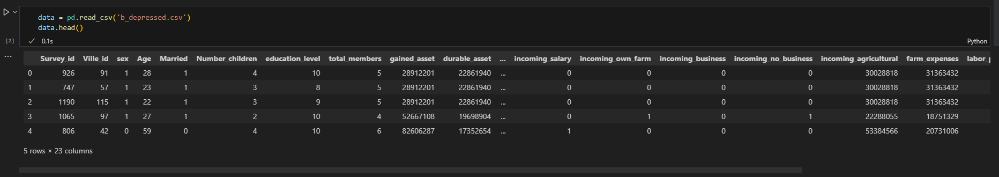 data = pd.read_csv('b_depressed.csv')
data.head()
[2] 0.1s Python
... Survey_id Ville_id sex Age Married Number_children education_level total_members gained_asset durable_asset ... incoming_salary incoming_own_farm incoming_business incoming_no_business incoming_agricultural farm_expenses labor_p
0 926 91 1 28 1 4 10 5 28912201 22861940 ... 0 0 0 0 30028818 31363432
1 747 57 1 23 1 3 8 5 28912201 22861940 ... 0 0 0 0 30028818 31363432
2 1190 115 1 22 1 3 9 5 28912201 22861940 ... 0 0 0 0 30028818 31363432
3 1065 97 1 27 1 2 10 4 52667108 19698904 ... 0 1 0 1 22288055 18751329
4 806 42 0 59 0 4 10 6 82606287 17352654 ... 1 0 0 0 53384566 20731006
5 rows × 23 columns